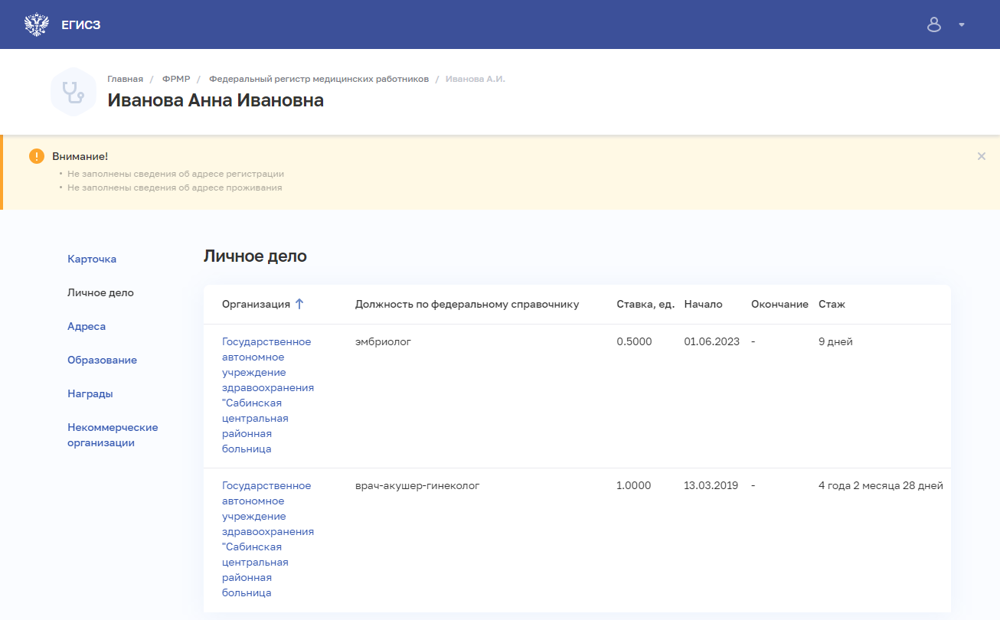 ЕГИСЗ
Главная / ФРМР / Федеральный регистр медицинских работников / Иванова А.И.
Иванова Анна Ивановна
Внимание!
• Не заполнены сведения об адресе регистрации
• Не заполнены сведения об адресе проживания
Карточка
Личное дело
Адреса
Образование
Награды
Некоммерческие
организации
Личное дело
Организация Должность по федеральному справочнику Ставка, ед. Начало Окончание Стаж
Государственное эмбриолог 0.5000 01.06.2023 - 9 дней
автономное
учреждение
здравоохранения
"Сабинская
центральная
районная
больница
Государственное врач-акушер-гинеколог 1.0000 13.03.2019 - 4 года 2 месяца 28 дней
автономное
учреждение
здравоохранения
"Сабинская
центральная
районная
больница